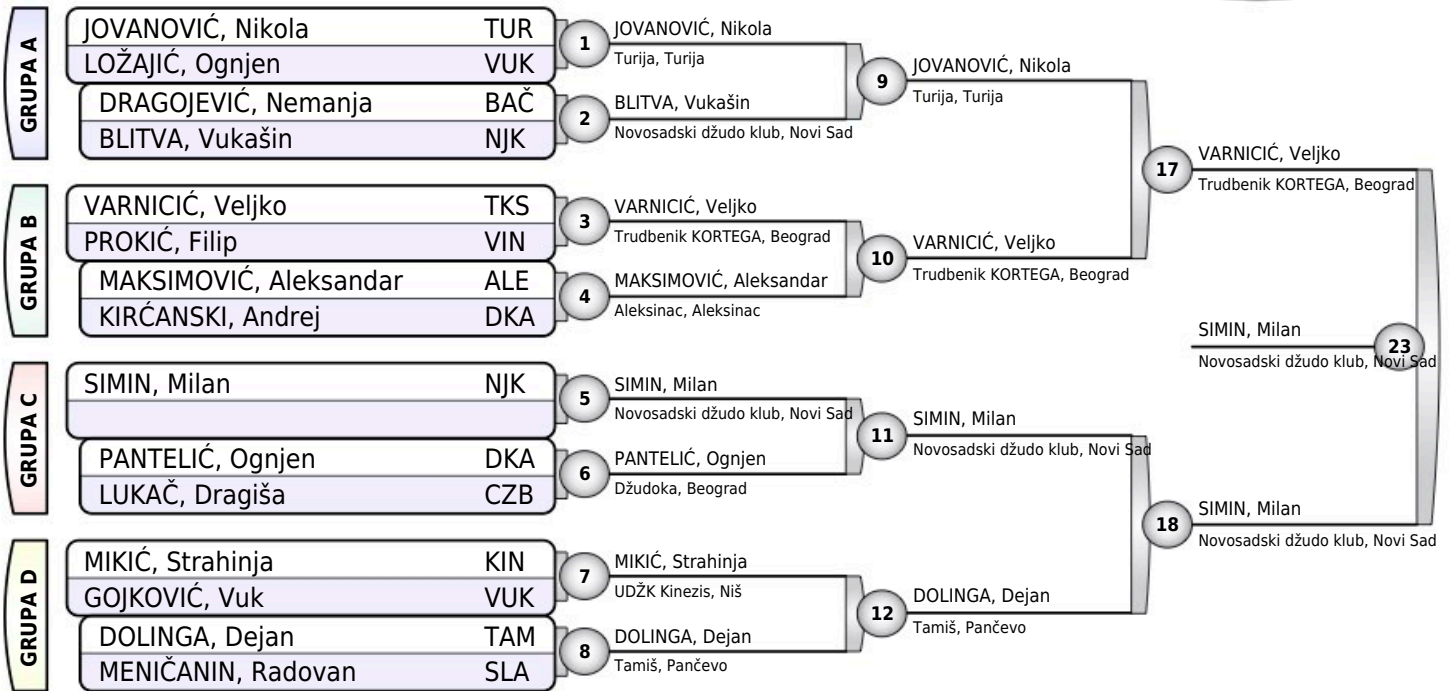 GRUPA A
JOVANOVIĆ, Nikola TUR
LOŽAJIĆ, Ognjen VUK
DRAGOJEVIĆ, Nemanja BAČ
BLITVA, Vukašin NJK
GRUPA B
VARNICIĆ, Veljko TKS
PROKIĆ, Filip VIN
MAKSIMOVIĆ, Aleksandar ALE
KIRĆANSKI, Andrej DKA
GRUPA C
SIMIN, Milan NJK
PANTELIĆ, Ognjen DKA
LUKAČ, Dragiša CZB
GRUPA D
MIKIĆ, Strahinja KIN
GOJKOVIĆ, Vuk VUK
DOLINGA, Dejan TAM
MENIČANIN, Radovan SLA
1
JOVANOVIĆ, Nikola
Turija, Turija
2
BLITVA, Vukašin
Novosadski džudo klub, Novi Sad
3
VARNICIĆ, Veljko
Trudbenik KORTEGA, Beograd
4
MAKSIMOVIĆ, Aleksandar
Aleksinac, Aleksinac
5
SIMIN, Milan
Novosadski džudo klub, Novi Sad
6
PANTELIĆ, Ognjen
Džudoka, Beograd
7
MIKIĆ, Strahinja
UDŽK Kinezis, Niš
8
DOLINGA, Dejan
Tamiš, Pančevo
9
JOVANOVIĆ, Nikola
Turija, Turija
10
VARNICIĆ, Veljko
Trudbenik KORTEGA, Beograd
11
SIMIN, Milan
Novosadski džudo klub, Novi Sad
12
DOLINGA, Dejan
Tamiš, Pančevo
17
VARNICIĆ, Veljko
Trudbenik KORTEGA, Beograd
18
SIMIN, Milan
Novosadski džudo klub, Novi Sad
23
SIMIN, Milan
Novosadski džudo klub, Novi Sad